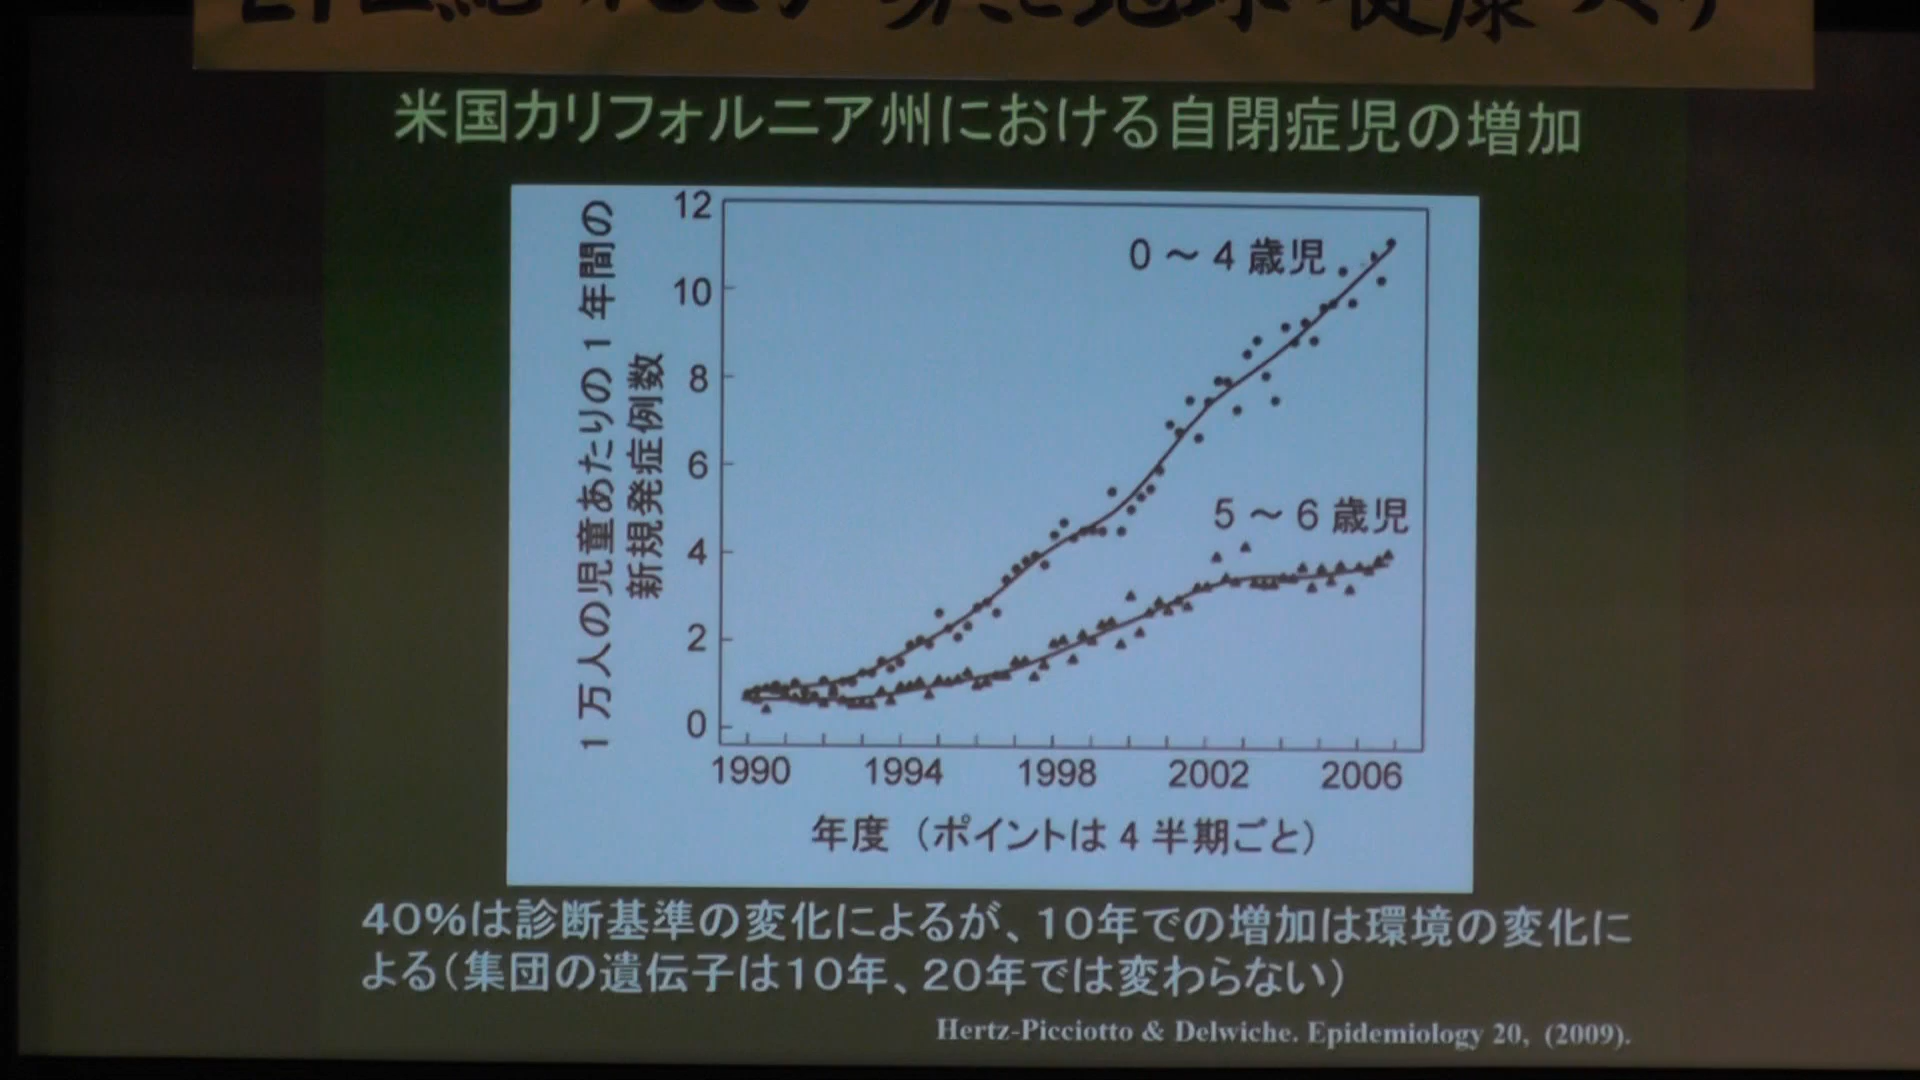 米国カリフォルニア州における自閉症児の増加
1万人の児童あたりの1年間の
新規発症例数
12
10
8
6
4
2
0
0～4歳児
5～6歳児
1990 1994 1998 2002 2006
年度（ポイントは4半期ごと）
40%は診断基準の変化によるが、10年での増加は環境の変化に
よる（集団の遺伝子は10年、20年では変わらない）
Hertz-Picciotto & Delwiche. Epidemiology 20, (2009).